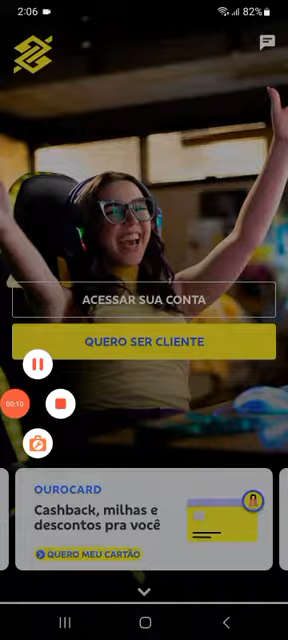 2:06
82%
ACESSAR SUA CONTA
QUERO SER CLIENTE
00:10
OUROCARD
Cashback, milhas e
descontos pra você
QUERO MEU CARTÃO